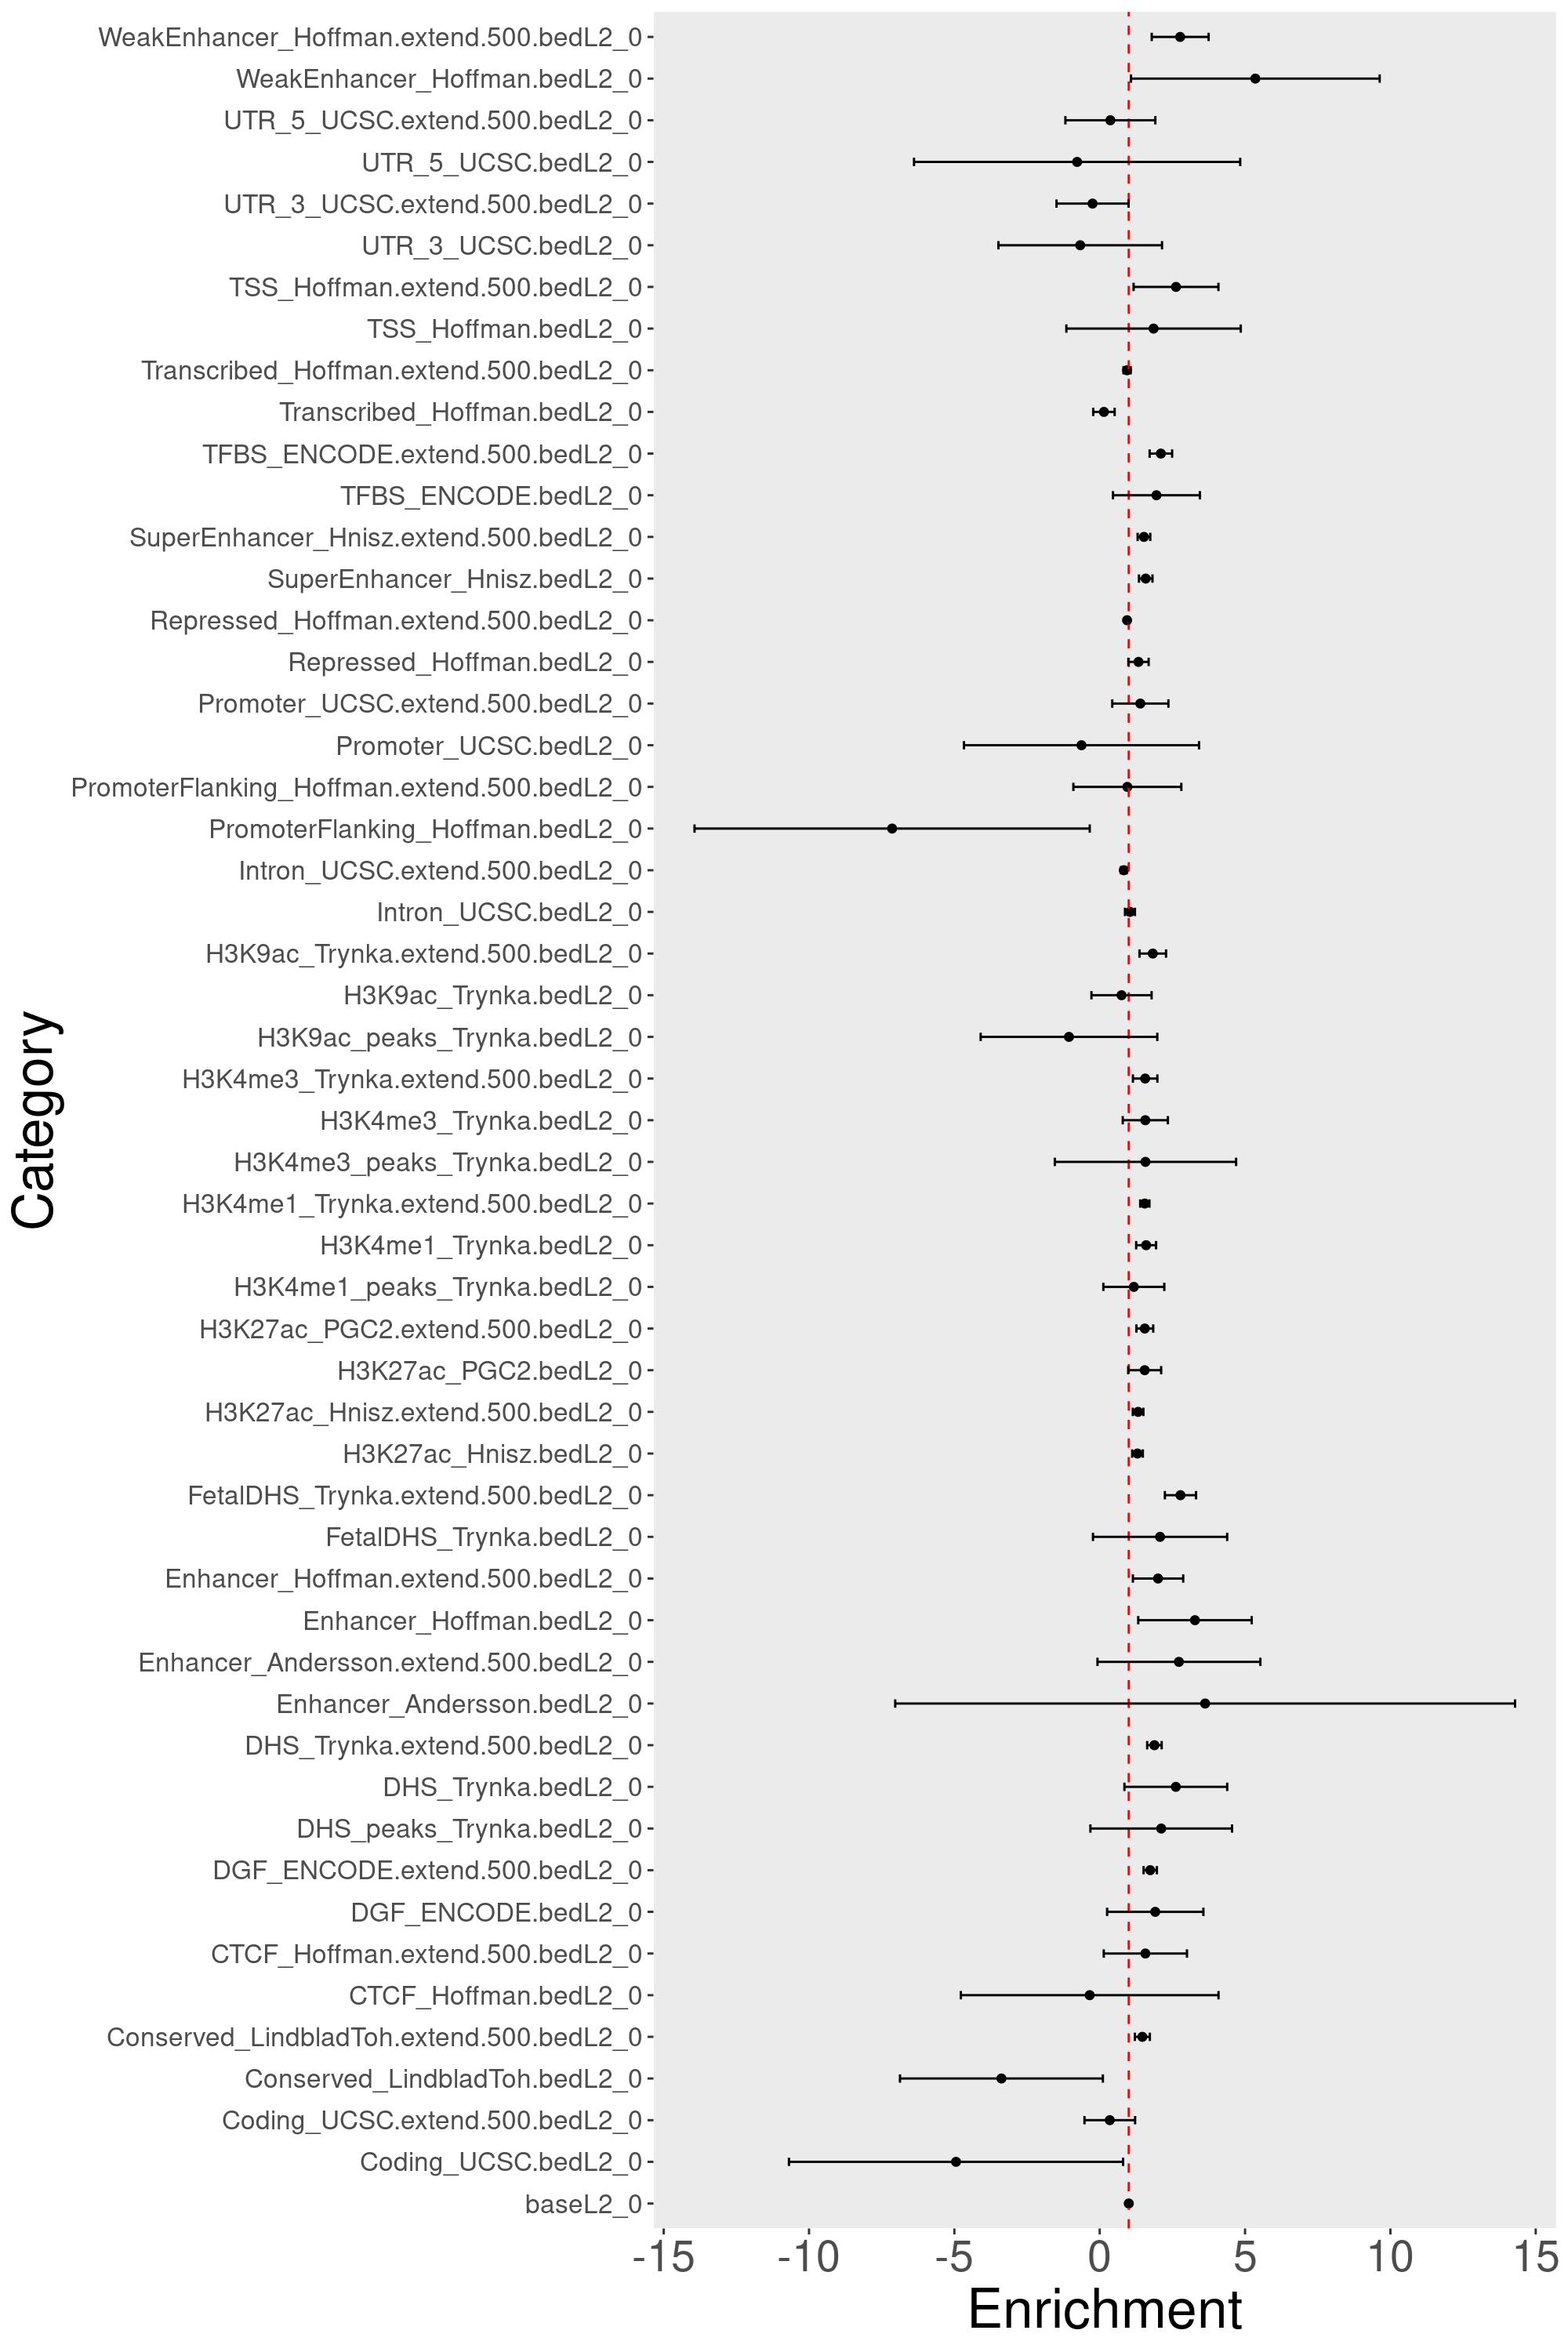 WeakEnhancer_Hoffman.extend.500.bedL2_0
WeakEnhancer_Hoffman.bedL2_0
UTR_5_UCSC.extend.500.bedL2_0
UTR_5_UCSC.bedL2_0
UTR_3_UCSC.extend.500.bedL2_0
UTR_3_UCSC.bedL2_0
TSS_Hoffman.extend.500.bedL2_0
TSS_Hoffman.bedL2_0
Transcribed_Hoffman.extend.500.bedL2_0
Transcribed_Hoffman.bedL2_0
TFBS_ENCODE.extend.500.bedL2_0
TFBS_ENCODE.bedL2_0
SuperEnhancer_Hnisz.extend.500.bedL2_0
SuperEnhancer_Hnisz.bedL2_0
Repressed_Hoffman.extend.500.bedL2_0
Repressed_Hoffman.bedL2_0
Promoter_UCSC.extend.500.bedL2_0
Promoter_UCSC.bedL2_0
PromoterFlanking_Hoffman.extend.500.bedL2_0
PromoterFlanking_Hoffman.bedL2_0
Intron_UCSC.extend.500.bedL2_0
Intron_UCSC.bedL2_0
H3K9ac_Trynka.extend.500.bedL2_0
H3K9ac_Trynka.bedL2_0
H3K9ac_peaks_Trynka.bedL2_0
H3K4me3_Trynka.extend.500.bedL2_0
H3K4me3_Trynka.bedL2_0
H3K4me3_peaks_Trynka.bedL2_0
H3K4me1_Trynka.extend.500.bedL2_0
H3K4me1_Trynka.bedL2_0
H3K4me1_peaks_Trynka.bedL2_0
H3K27ac_PGC2.extend.500.bedL2_0
H3K27ac_PGC2.bedL2_0
H3K27ac_Hnisz.extend.500.bedL2_0
H3K27ac_Hnisz.bedL2_0
FetalDHS_Trynka.extend.500.bedL2_0
FetalDHS_Trynka.bedL2_0
Enhancer_Hoffman.extend.500.bedL2_0
Enhancer_Hoffman.bedL2_0
Enhancer_Andersson.extend.500.bedL2_0
Enhancer_Andersson.bedL2_0
DHS_Trynka.extend.500.bedL2_0
DHS_Trynka.bedL2_0
DHS_peaks_Trynka.bedL2_0
DGF_ENCODE.extend.500.bedL2_0
DGF_ENCODE.bedL2_0
CTCF_Hoffman.extend.500.bedL2_0
CTCF_Hoffman.bedL2_0
Conserved_LindbladToh.extend.500.bedL2_0
Conserved_LindbladToh.bedL2_0
Coding_UCSC.extend.500.bedL2_0
Coding_UCSC.bedL2_0
baseL2_0
Category
-15 -10 -5 0 5 10 15
Enrichment